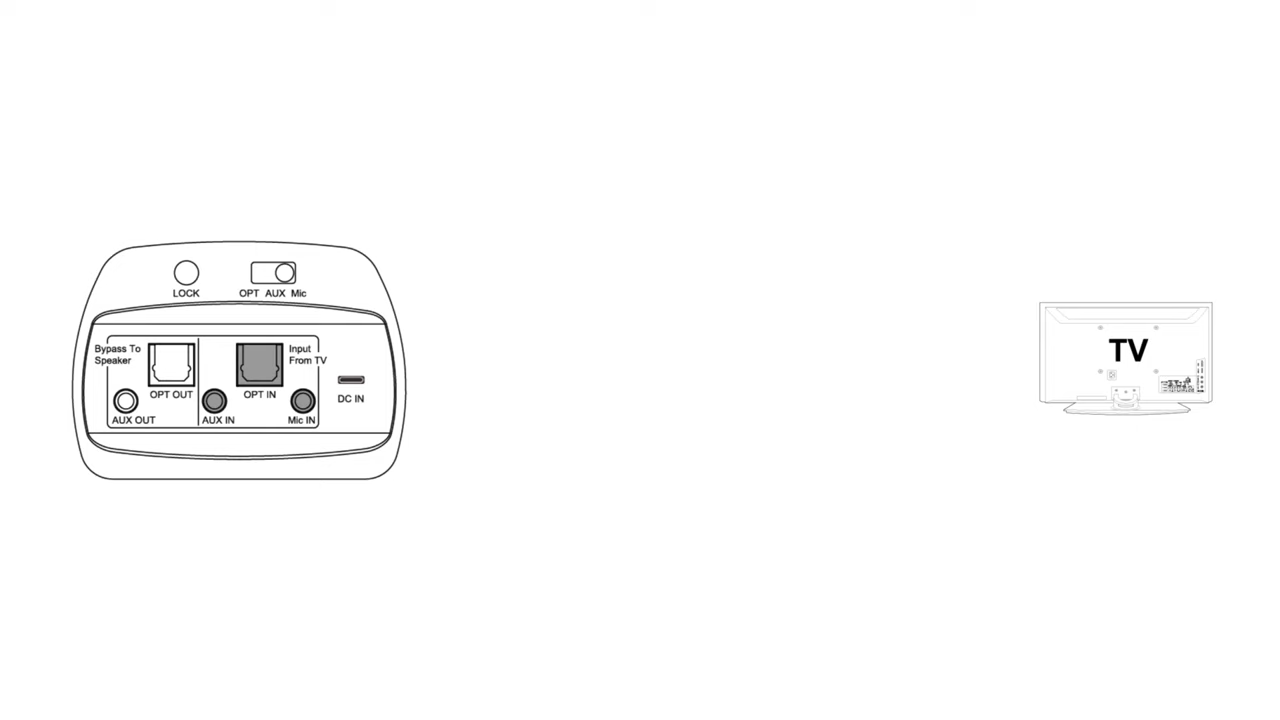 LOCK
OPT AUX Mic
Bypass To
Speaker
OPT OUT
AUX OUT
Input
From TV
OPT IN
AUX IN
Mic IN
DC IN
TV